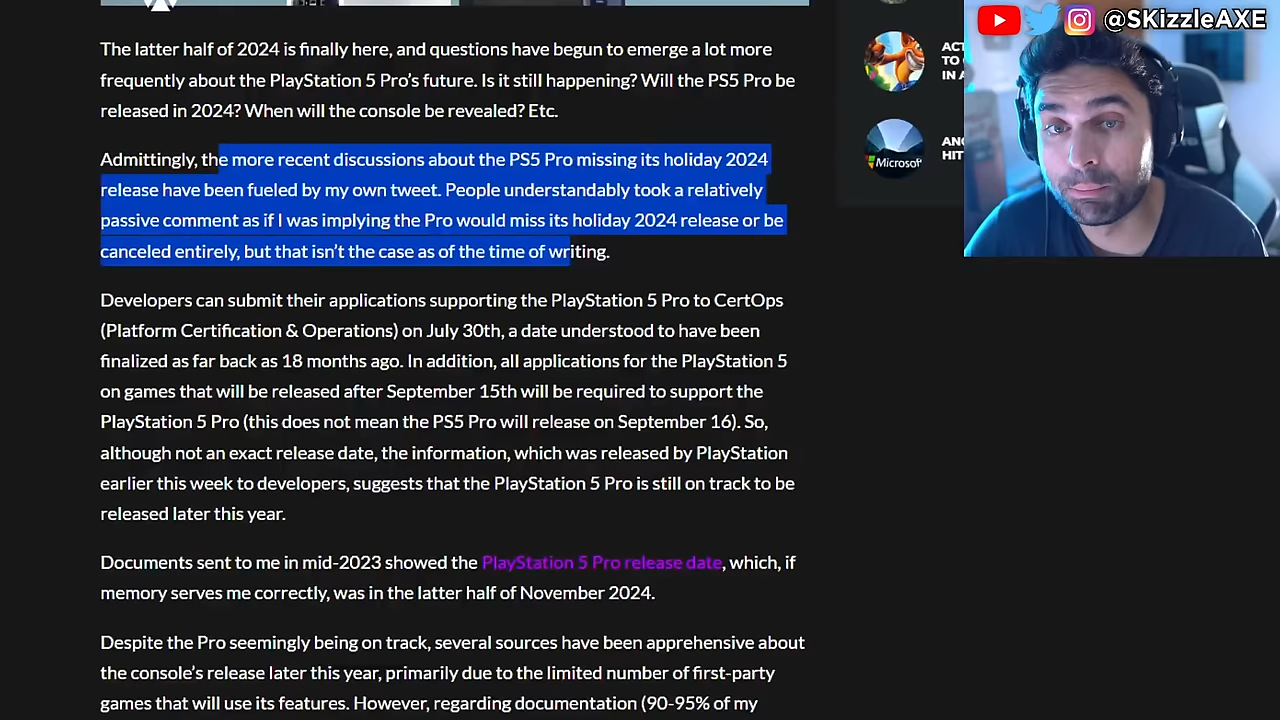 @SKizzleAXE
The latter half of 2024 is finally here, and questions have begun to emerge a lot more
frequently about the PlayStation 5 Pro's future. Is it still happening? Will the PS5 Pro be
released in 2024? When will the console be revealed? Etc.
Admittingly, the more recent discussions about the PS5 Pro missing its holiday 2024
release have been fueled by my own tweet. People understandably took a relatively
passive comment as if I was implying the Pro would miss its holiday 2024 release or be
canceled entirely, but that isn't the case as of the time of writing.
Developers can submit their applications supporting the PlayStation 5 Pro to CertOps
(Platform Certification & Operations) on July 30th, a date understood to have been
finalized as far back as 18 months ago. In addition, all applications for the PlayStation 5
on games that will be released after September 15th will be required to support the
PlayStation 5 Pro (this does not mean the PS5 Pro will release on September 16). So,
although not an exact release date, the information, which was released by PlayStation
earlier this week to developers, suggests that the PlayStation 5 Pro is still on track to be
released later this year.
Documents sent to me in mid-2023 showed the PlayStation 5 Pro release date, which, if
memory serves me correctly, was in the latter half of November 2024.
Despite the Pro seemingly being on track, several sources have been apprehensive about
the console's release later this year, primarily due to the limited number of first-party
games that will use its features. However, regarding documentation (90-95% of my
ACT
TO
IN A
Microsoft
ANO
HIT